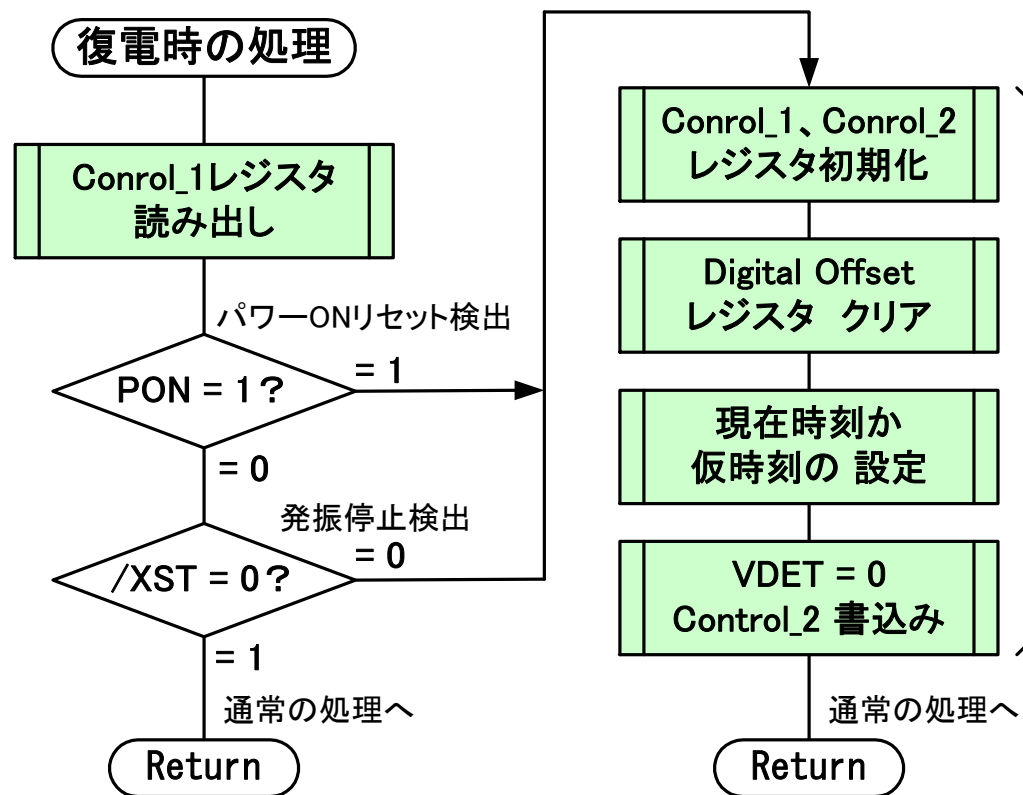 復電時の処理
Conrol_1レジスタ
読み出し
パワーONリセット検出
PON = 1？
= 1
= 0
発振停止検出
/XST = 0？
= 0
= 1
通常の処理へ
Return
Conrol_1、Conrol_2
レジスタ初期化
Digital Offset
レジスタ　クリア
現在時刻か
仮時刻の 設定
VDET = 0
Control_2 書込み
通常の処理へ
Return